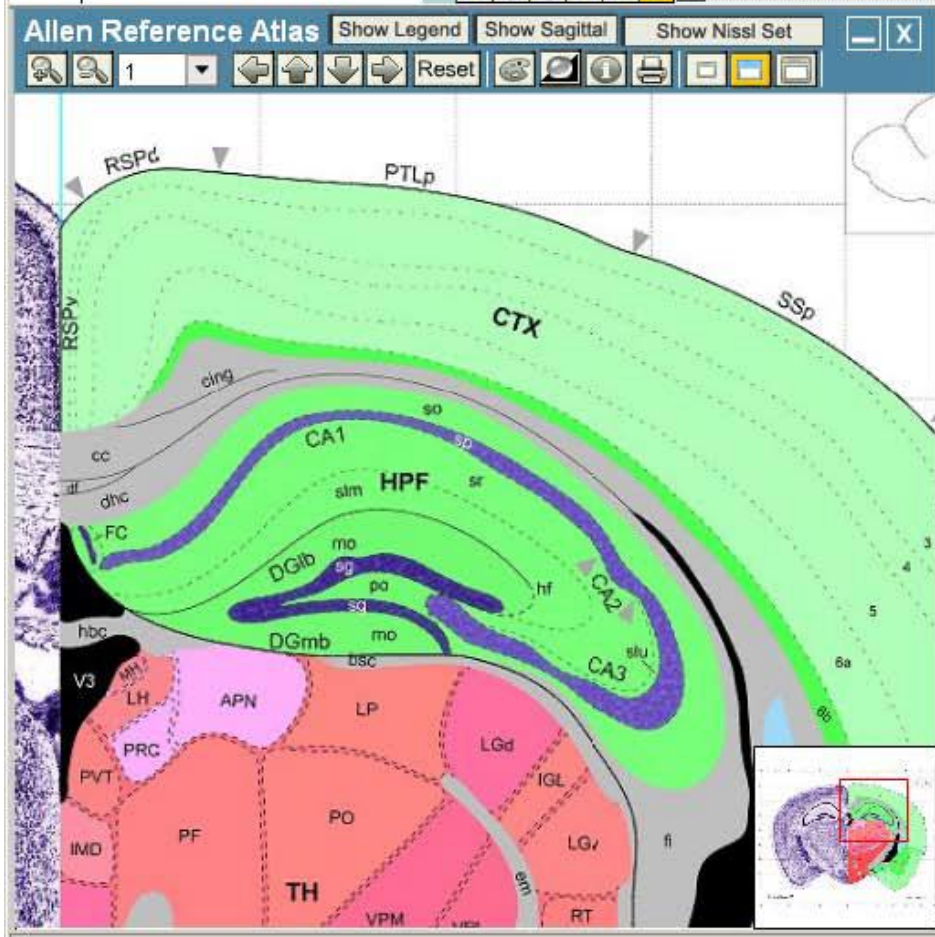 Allen Reference Atlas Show Legend Show Sagittal Show Nissl Set X
1 Reset i
RSPd
PTLp
SSp
RSPv
CTX
cing
cc
df
dhc
FC
CA1
so
sp
sr
HPF
slm
mo
DGlb
sg
po
sg
hf
CA2
DGmb
mo
slu
CA3
3
4
5
6a
6b
hbc
bsc
V3
MH
LH
APN
LP
LGd
PRC
PVT
IGL
PO
PF
IMD
fi
em
TH
VPM
RT